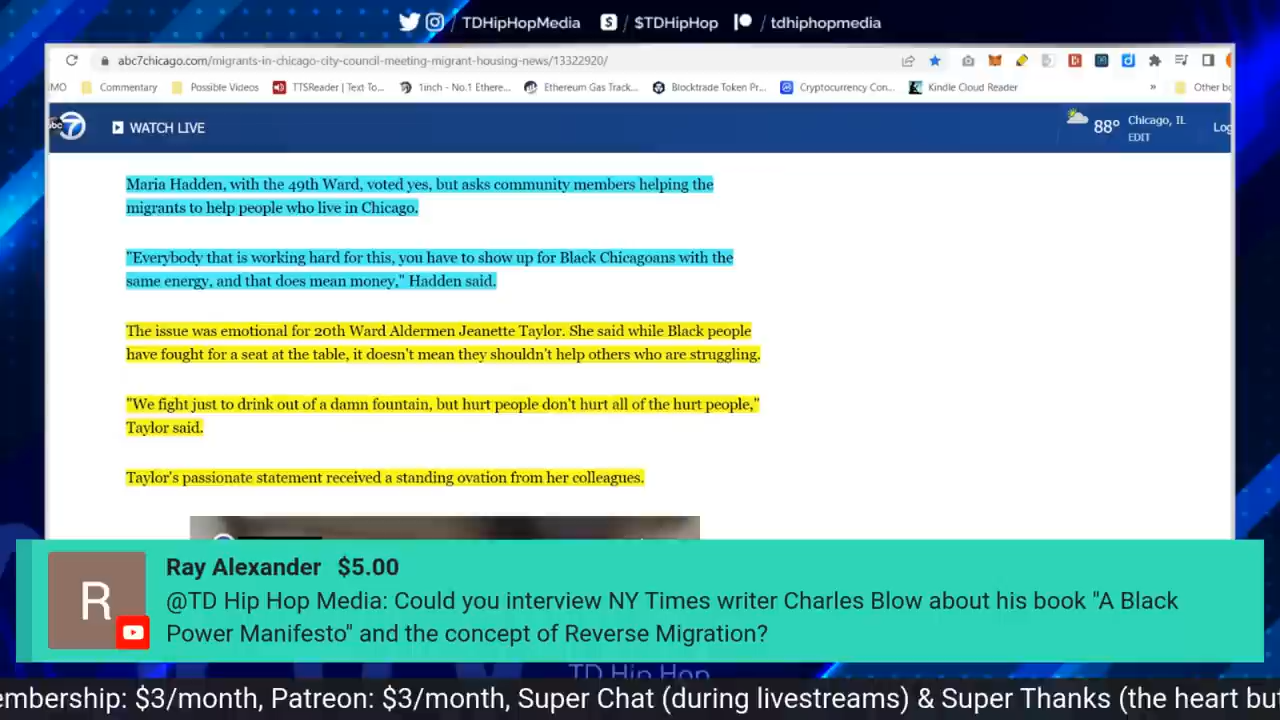 / TDHipHopMedia $ / $TDHipHop / tdhiphopmedia
abc7chicago.com/migrants-in-chicago-city-council-meeting-migrant-housing-news/13322920/
MO Commentary Possible Videos TTSReader | Text To... 1inch - No.1 Ethere... Ethereum Gas Track... Blocktrade Token Pr... Cryptocurrency Con... Kindle Cloud Reader » Other bo
abc 7 WATCH LIVE 88° Chicago, IL Log
EDIT
Maria Hadden, with the 49th Ward, voted yes, but asks community members helping the
migrants to help people who live in Chicago.
"Everybody that is working hard for this, you have to show up for Black Chicagoans with the
same energy, and that does mean money," Hadden said.
The issue was emotional for 20th Ward Aldermen Jeanette Taylor. She said while Black people
have fought for a seat at the table, it doesn't mean they shouldn't help others who are struggling.
"We fight just to drink out of a damn fountain, but hurt people don't hurt all of the hurt people,"
Taylor said.
Taylor's passionate statement received a standing ovation from her colleagues.
R
Ray Alexander $5.00
@TD Hip Hop Media: Could you interview NY Times writer Charles Blow about his book "A Black
Power Manifesto" and the concept of Reverse Migration?
TD Hip Hop
embership: $3/month, Patreon: $3/month, Super Chat (during livestreams) & Super Thanks (the heart but